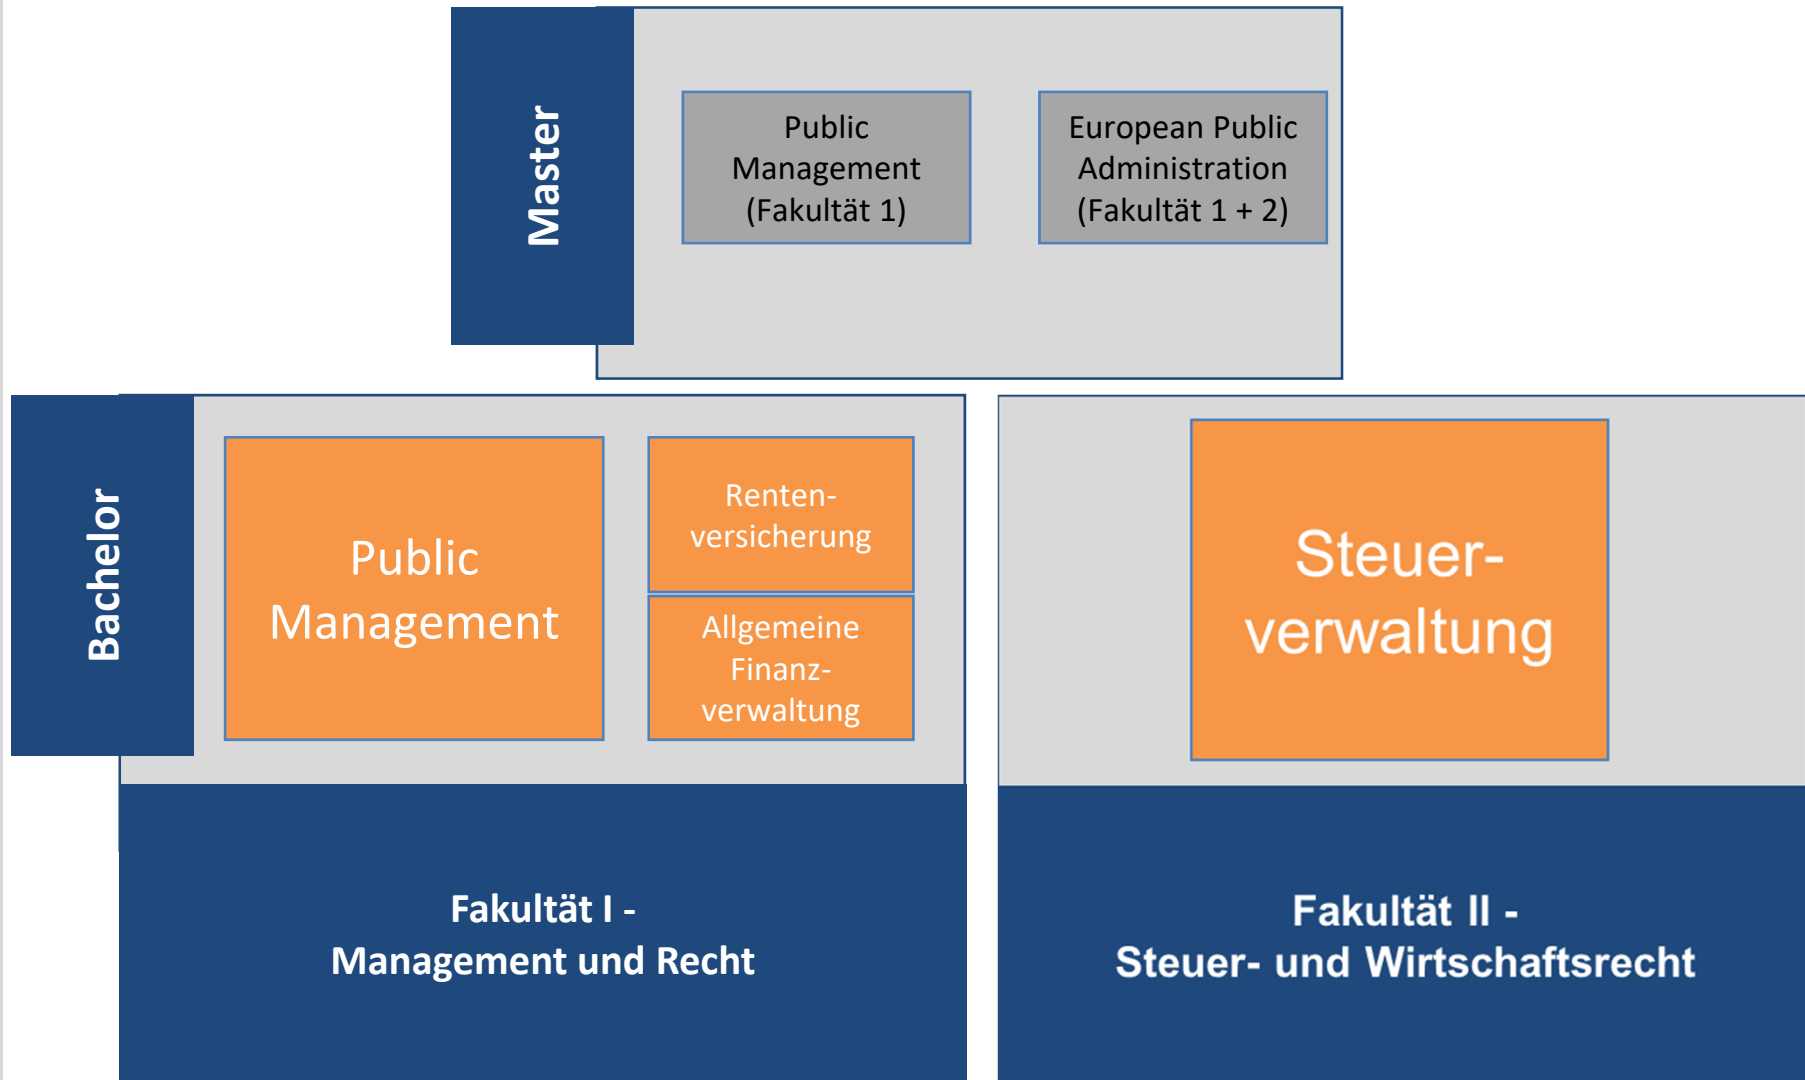 Master
Public
Management
(Fakultät 1)
European Public
Administration
(Fakultät 1 + 2)
Bachelor
Public
Management
Renten-
versicherung
Allgemeine
Finanz-
verwaltung
Steuer-
verwaltung
Fakultät I -
Management und Recht
Fakultät II -
Steuer- und Wirtschaftsrecht